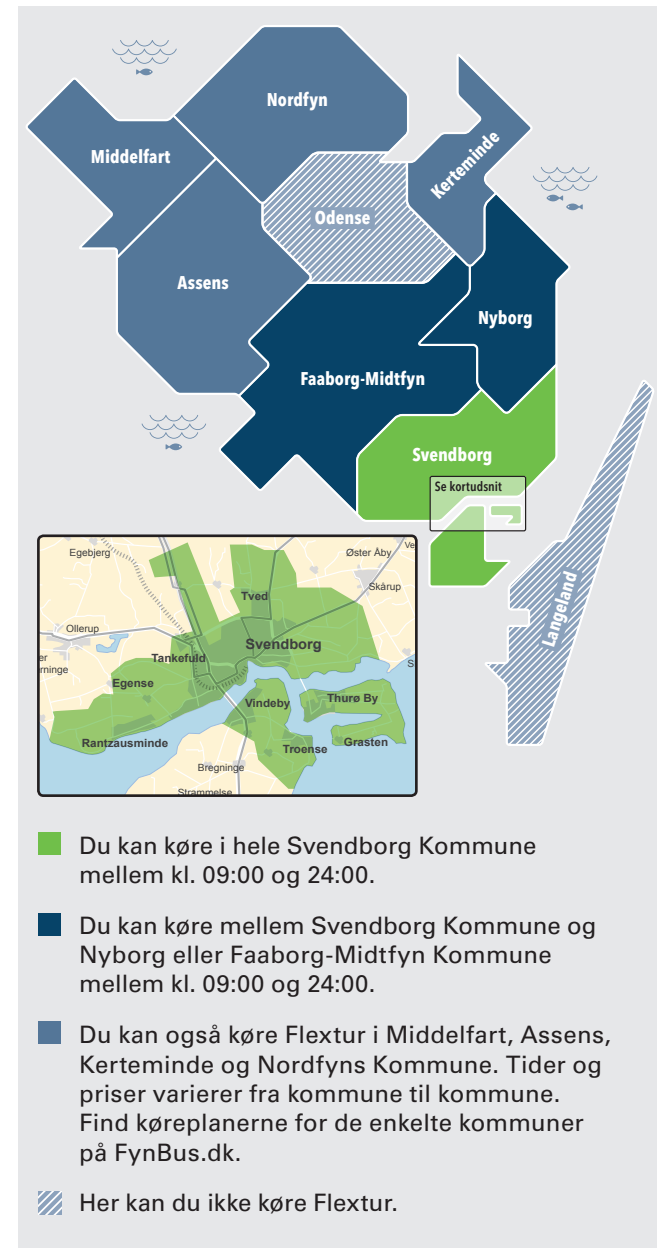 Nordfyn
Middelfart
Kerteminde
Odense
Assens
Nyborg
Faaborg-Midtfyn
Svendborg
Se kortudsnit
Langeland
Egebjerg
Øster Åby
Ve
Skårup
Tved
Ollerup
Svendborg
er
rninge
Tankefuld
S
Egense
Vindeby
Thurø By
Rantzausminde
Troense
Grasten
Bregninge
Strammelse
Du kan køre i hele Svendborg Kommune
mellem kl. 09:00 og 24:00.
Du kan køre mellem Svendborg Kommune og
Nyborg eller Faaborg-Midtfyn Kommune
mellem kl. 09:00 og 24:00.
Du kan også køre Flextur i Middelfart, Assens,
Kerteminde og Nordfyns Kommune. Tider og
priser varierer fra kommune til kommune.
Find køreplanerne for de enkelte kommuner
på FynBus.dk.
Her kan du ikke køre Flextur.